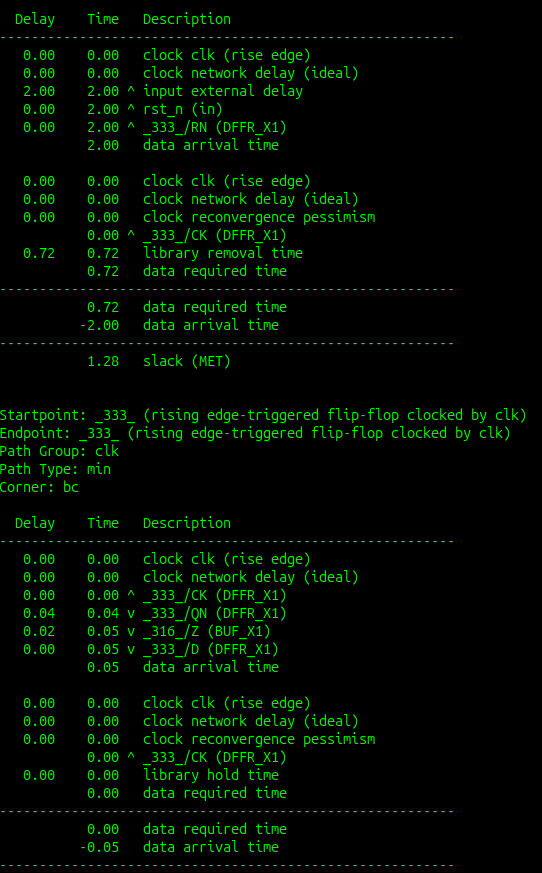 Delay    Time   Description
---------------------------------------------------------
   0.00    0.00   clock clk (rise edge)
   0.00    0.00   clock network delay (ideal)
   2.00    2.00 ^ input external delay
   0.00    2.00 ^ rst_n (in)
   0.00    2.00 ^ _333_/RN (DFFR_X1)
           2.00   data arrival time

   0.00    0.00   clock clk (rise edge)
   0.00    0.00   clock network delay (ideal)
   0.00    0.00   clock reconvergence pessimism
           0.00 ^ _333_/CK (DFFR_X1)
   0.72    0.72   library removal time
           0.72   data required time
---------------------------------------------------------
           0.72   data required time
          -2.00   data arrival time
---------------------------------------------------------
           1.28   slack (MET)


Startpoint: _333_ (rising edge-triggered flip-flop clocked by clk)
Endpoint: _333_ (rising edge-triggered flip-flop clocked by clk)
Path Group: clk
Path Type: min
Corner: bc

  Delay    Time   Description
---------------------------------------------------------
   0.00    0.00   clock clk (rise edge)
   0.00    0.00   clock network delay (ideal)
   0.00    0.00 ^ _333_/CK (DFFR_X1)
   0.04    0.04 v _333_/QN (DFFR_X1)
   0.02    0.05 v _316_/Z (BUF_X1)
   0.00    0.05 v _333_/D (DFFR_X1)
           0.05   data arrival time

   0.00    0.00   clock clk (rise edge)
   0.00    0.00   clock network delay (ideal)
   0.00    0.00   clock reconvergence pessimism
           0.00 ^ _333_/CK (DFFR_X1)
   0.00    0.00   library hold time
           0.00   data required time
---------------------------------------------------------
           0.00   data required time
          -0.05   data arrival time
---------------------------------------------------------